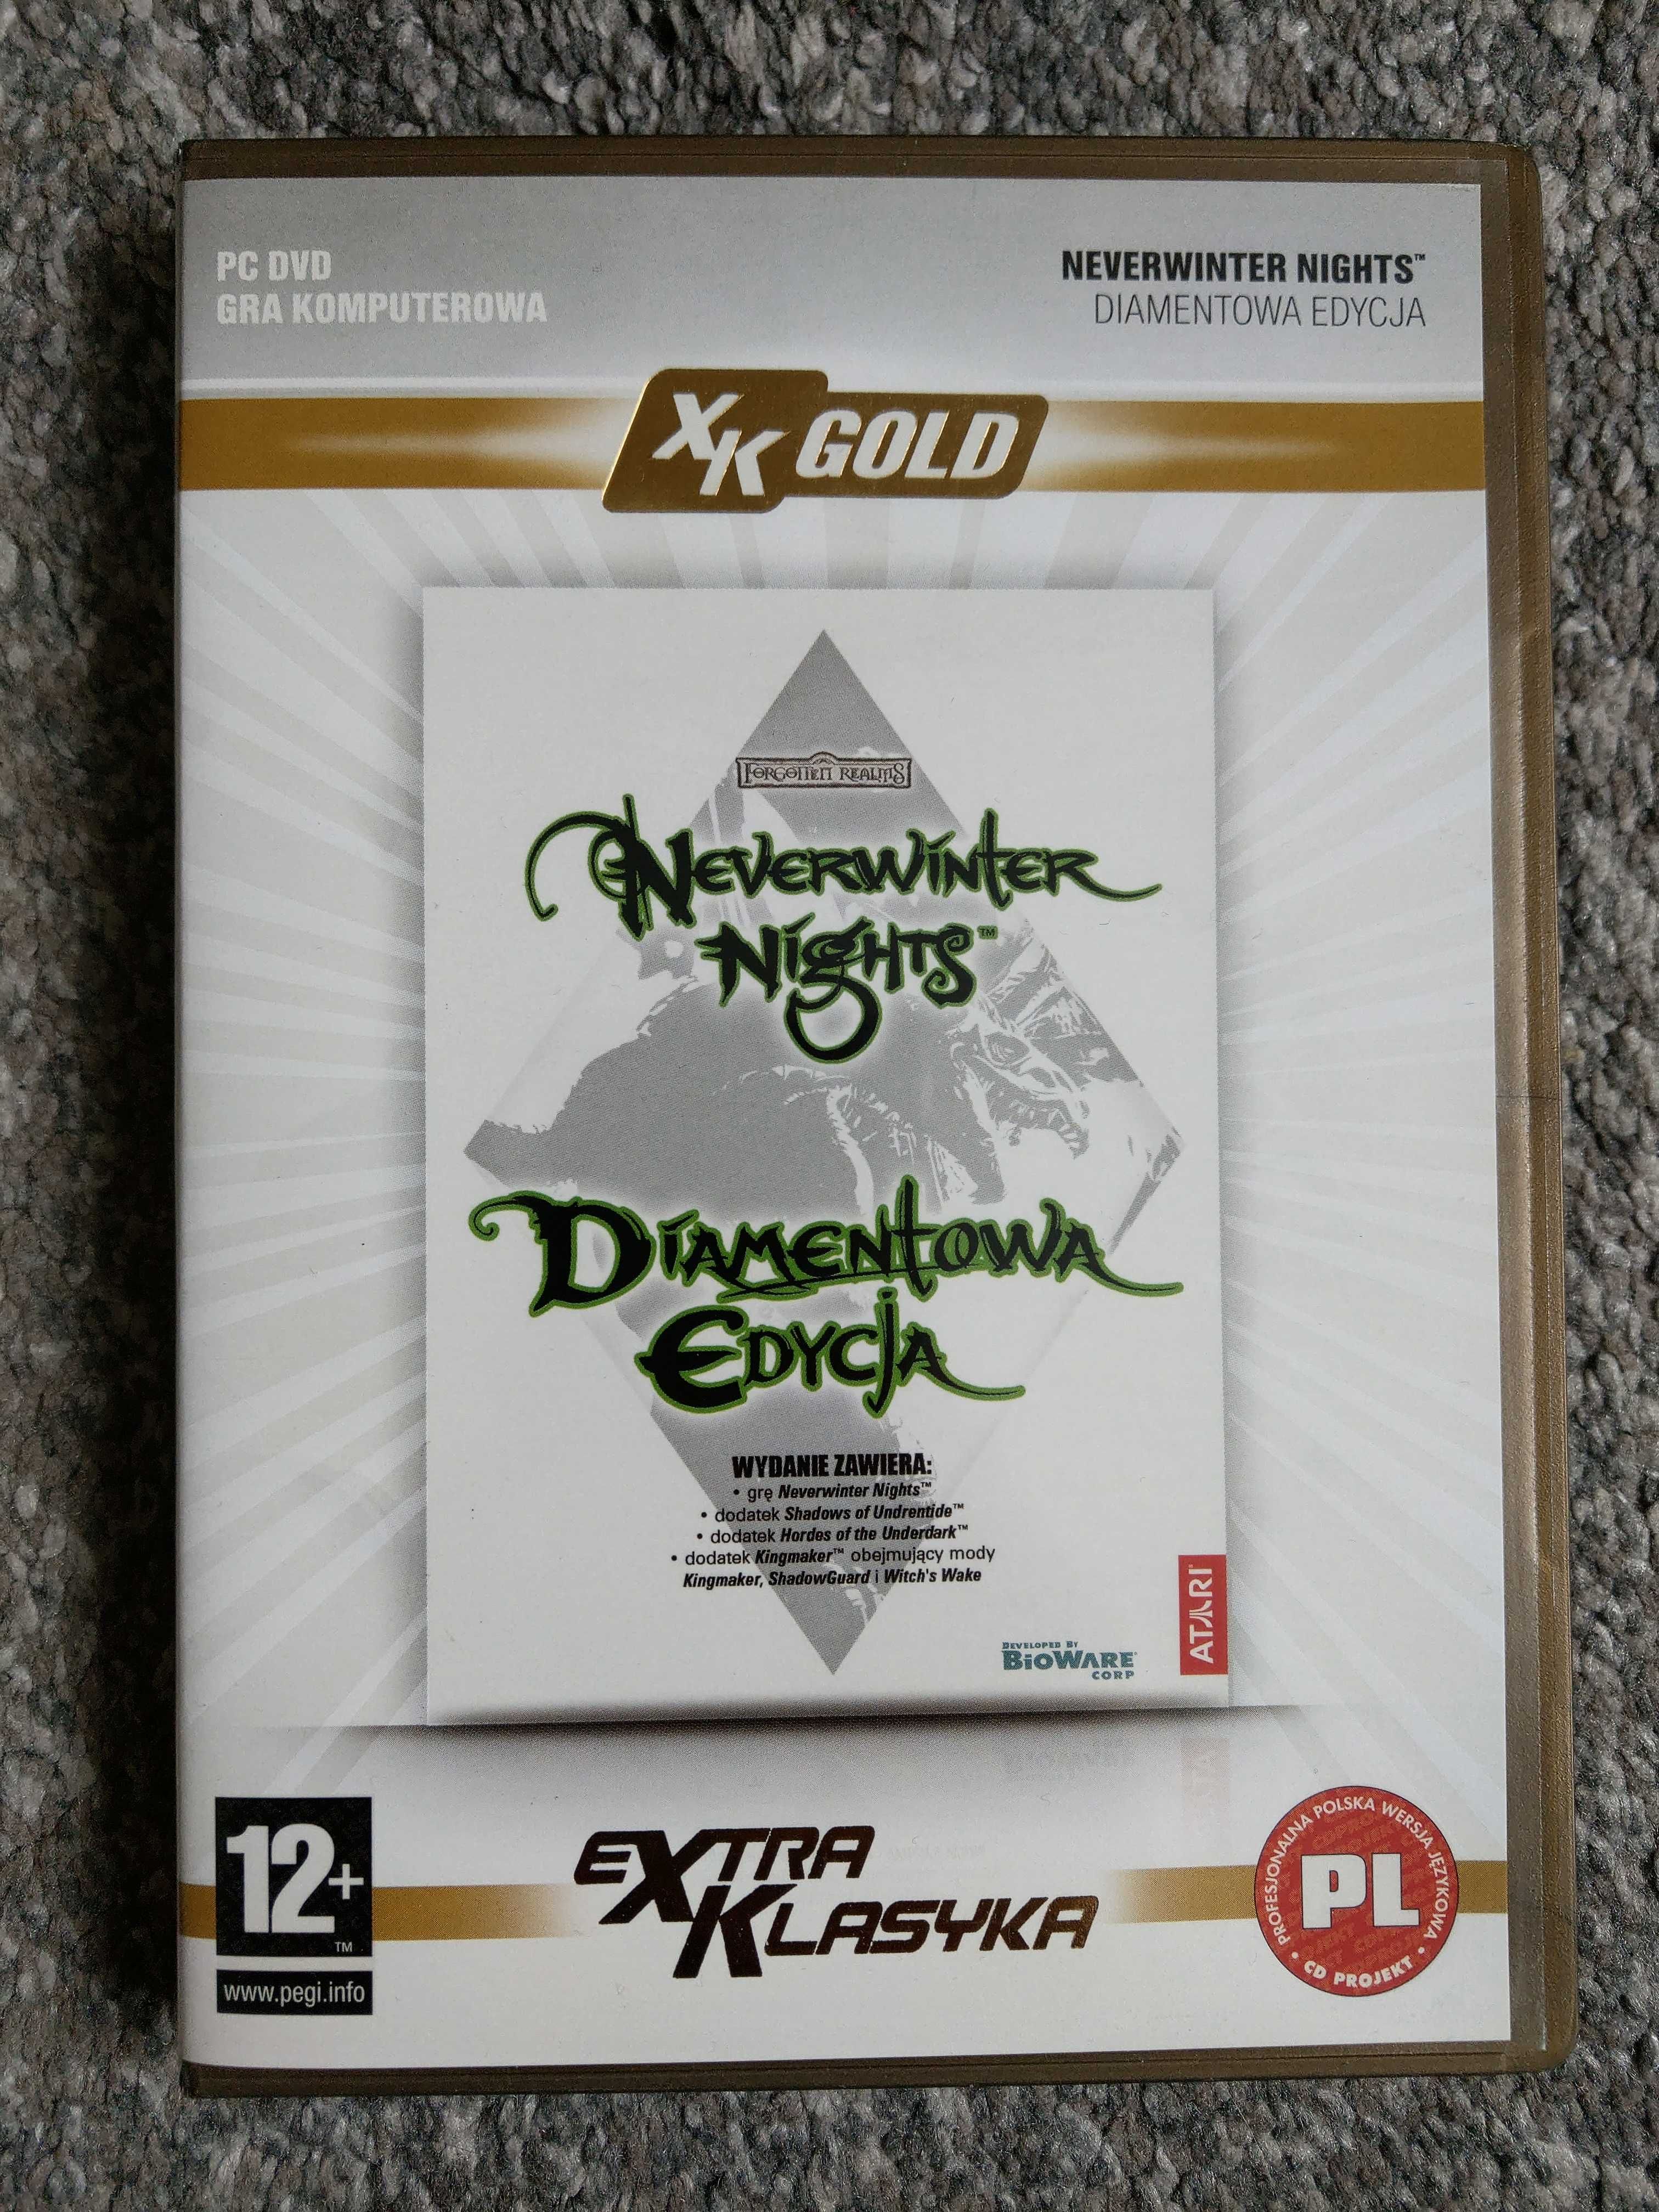 PC DVD
GRA KOMPUTEROWA
NEVERWINTER NIGHTS™
DIAMENTOWA EDYCJA
XK GOLD
FORGOTTEN REALMS
NEVERWINTER
NIGHTS™
DIAMENTOWA
EDYCJA
WYDANIE ZAWIERA:
• grę Neverwinter Nights™
• dodatek Shadows of Undrentide™
• dodatek Hordes of the Underdark™
• dodatek Kingmaker™ obejmujący mody
Kingmaker, ShadowGuard i Witch's Wake
DEVELOPED BY
BIOWARE
CORP
ATARI
12+
™
www.pegi.info
EXTRA
KLASYKA
PROFESJONALNA POLSKA WERSJA JĘZYKOWA
PL
• CD PROJEKT •